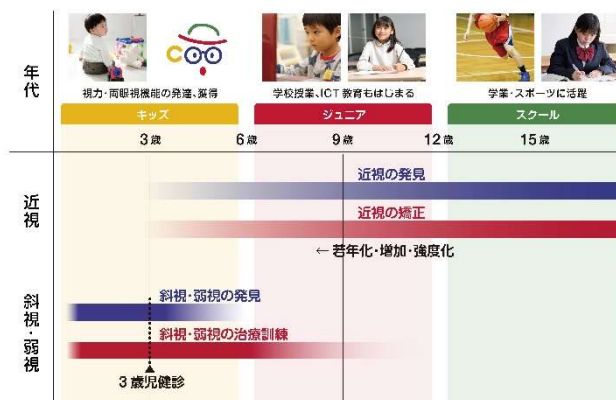 年代
coo
視力・両眼視機能の発達、獲得
学校授業、ICT教育もはじまる
学業・スポーツに活躍
キッズ
ジュニア
スクール
3歳
6歳
9歳
12歳
15歳
近視
近視の発見
近視の矯正
← 若年化・増加・強度化
斜視・弱視
斜視・弱視の発見
斜視・弱視の治療訓練
3歳児健診